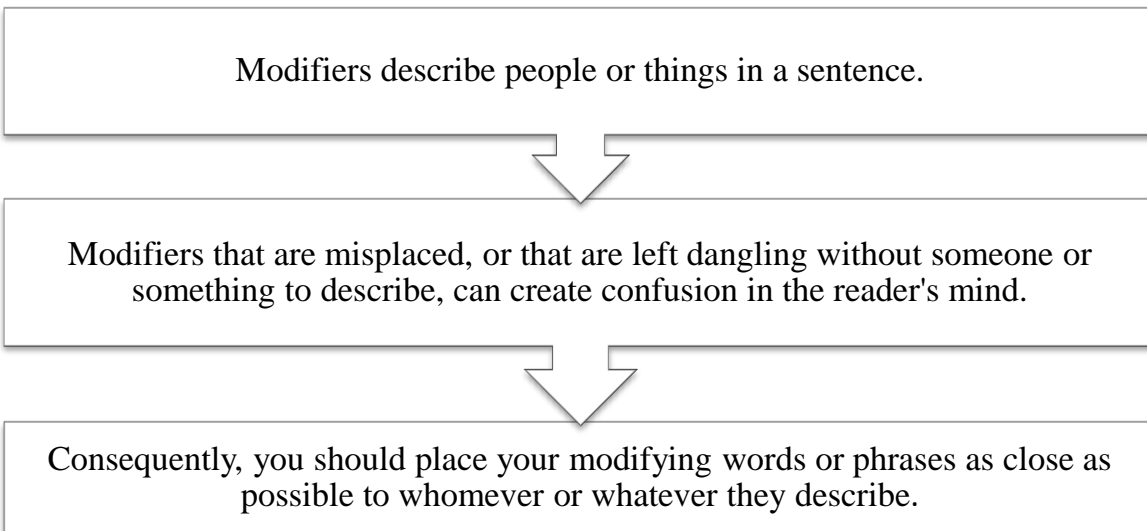 Modifiers describe people or things in a sentence.
Modifiers that are misplaced, or that are left dangling without someone or
something to describe, can create confusion in the reader's mind.
Consequently, you should place your modifying words or phrases as close as
possible to whomever or whatever they describe.